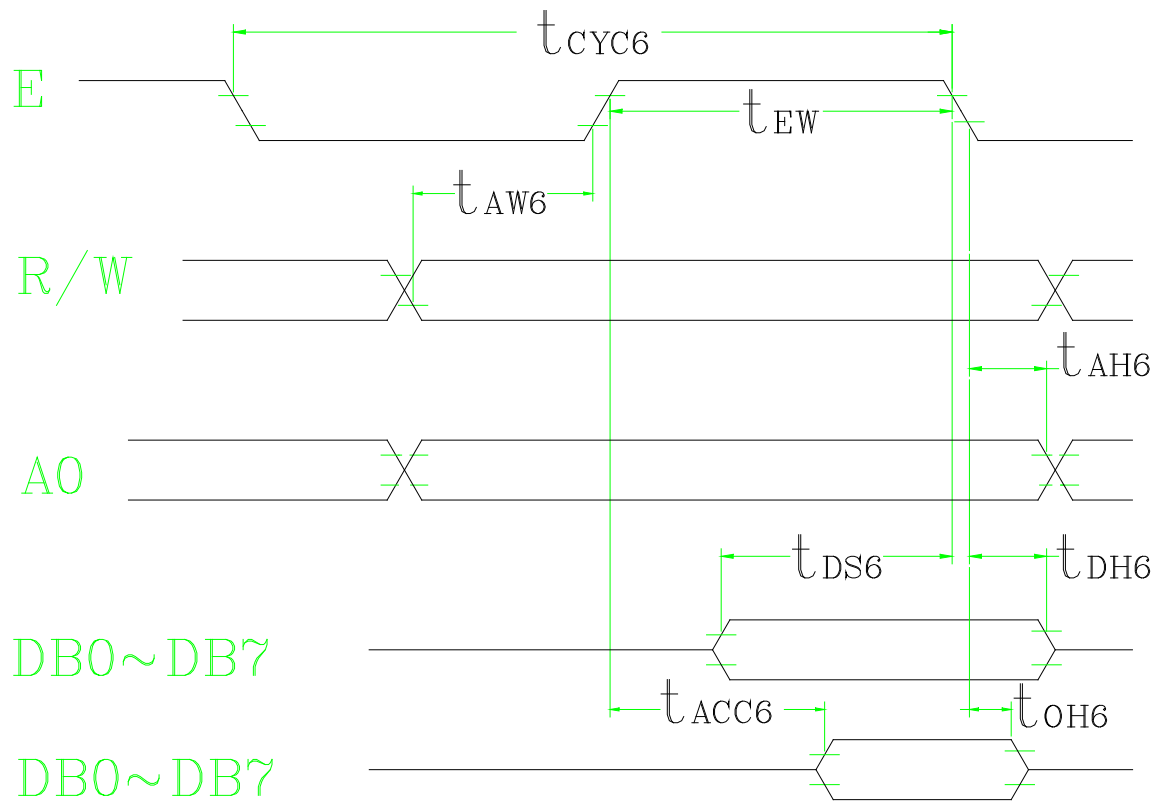 tCYC6
E
tEW
tAW6
R/W
tAH6
A0
tDS6
tDH6
DB0~DB7
tACC6
tOH6
DB0~DB7